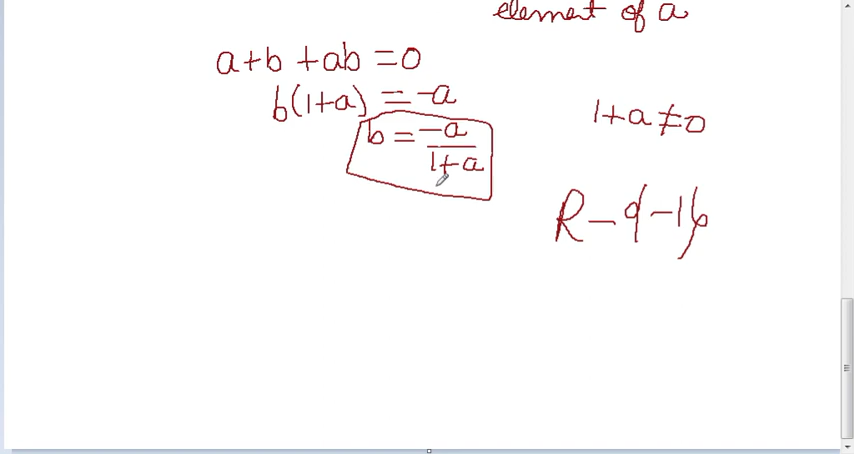 element of a
a+b+ab=0
b(1+a) = -a
1+a≠0
b = -a/1+a
R-{-1}